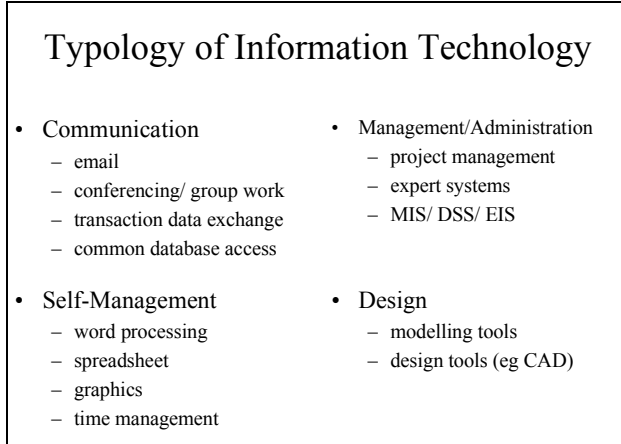 Typology of Information Technology
• Communication
– email
– conferencing/ group work
– transaction data exchange
– common database access
• Management/Administration
– project management
– expert systems
– MIS/ DSS/ EIS
• Self-Management
– word processing
– spreadsheet
– graphics
– time management
• Design
– modelling tools
– design tools (eg CAD)